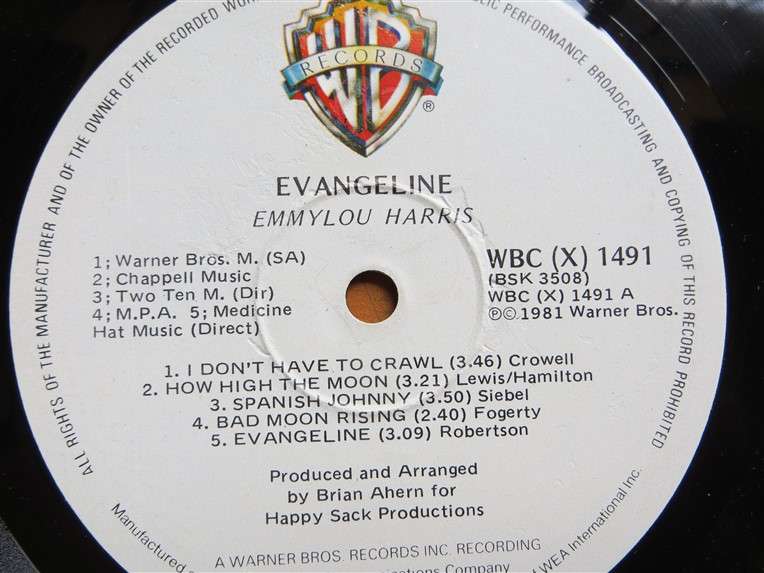 ALL RIGHTS OF THE MANUFACTURER AND OF THE OWNER OF THE RECORDED
PERFORMANCE BROADCASTING AND COPYING OF THIS RECORD PROHIBITED
WB
RECORDS
®
EVANGELINE
EMMYLOU HARRIS
1; Warner Bros. M. (SA)
2; Chappell Music
3; Two Ten M. (Dir)
4; M.P.A. 5; Medicine
Hat Music (Direct)
WBC (X) 1491
(BSK 3508)
WBC (X) 1491 A
℗©1981 Warner Bros.
1. I DON'T HAVE TO CRAWL (3.46) Crowell
2. HOW HIGH THE MOON (3.21) Lewis/Hamilton
3. SPANISH JOHNNY (3.50) Siebel
4. BAD MOON RISING (2.40) Fogerty
5. EVANGELINE (3.09) Robertson
Produced and Arranged
by Brian Ahern for
Happy Sack Productions
Manufactured
A WARNER BROS. RECORDS INC. RECORDING
Company
WEA International Inc.